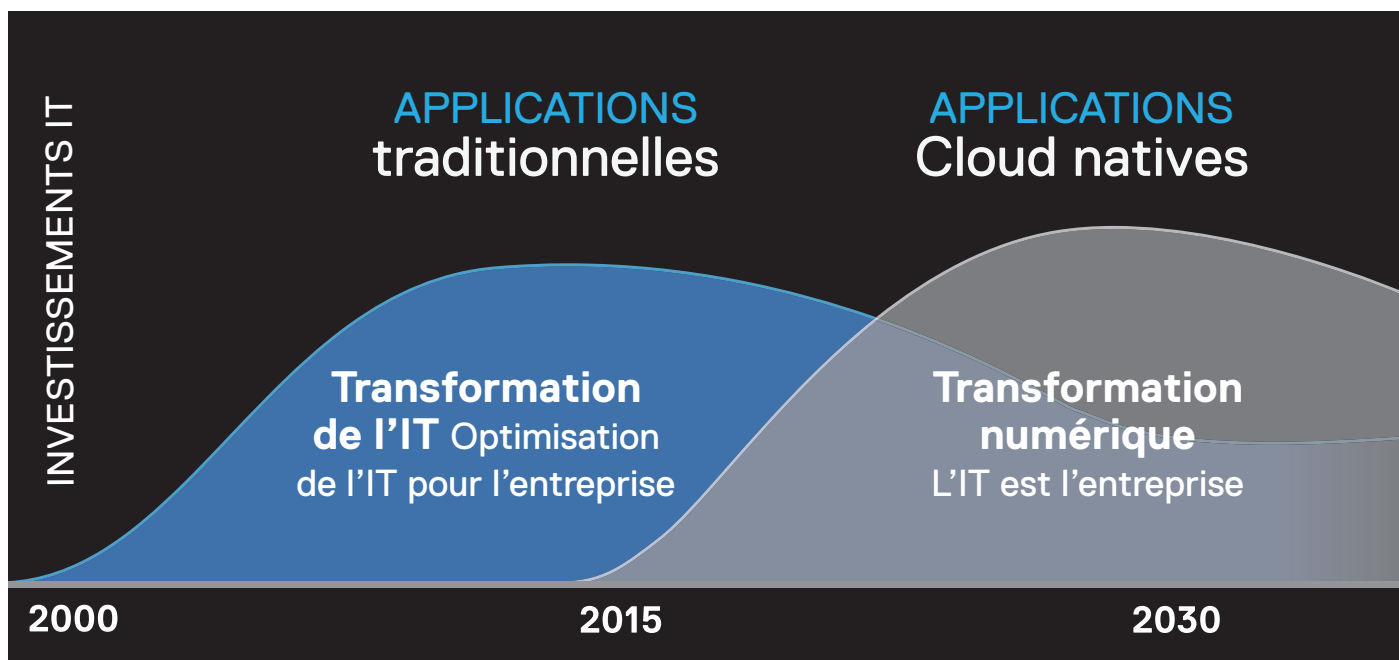 INVESTISSEMENTS IT
APPLICATIONS
traditionnelles
APPLICATIONS
Cloud natives
Transformation
de l’IT Optimisation
de l’IT pour l’entreprise
Transformation
numérique
L’IT est l’entreprise
2000
2015
2030